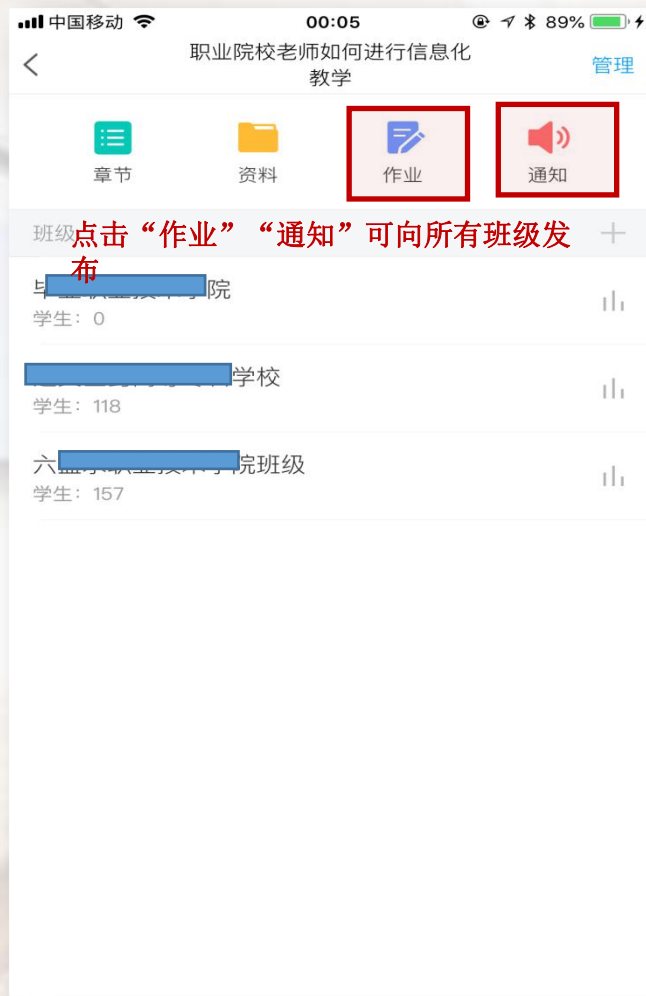 中国移动 00:05 89%
职业院校老师如何进行信息化
教学
管理
章节 资料 作业 通知
班级
点击“作业”“通知”可向所有班级发
布
院
学生：0
学校
学生：118
六 院班级
学生：157